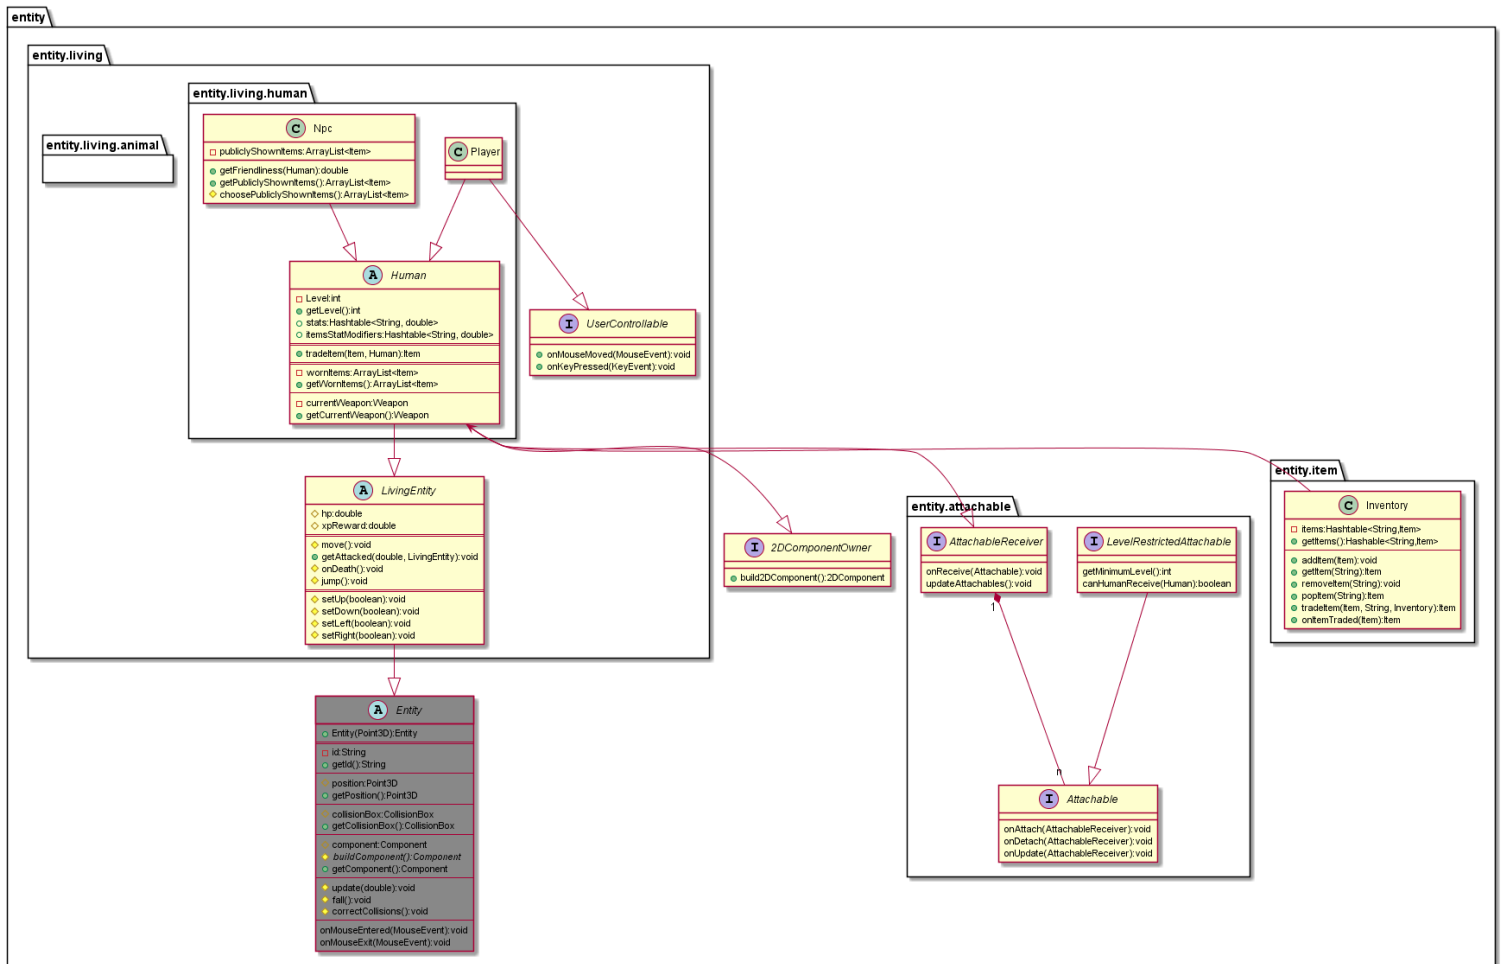 entity
entity.living
entity.living.animal
entity.living.human
C Npc
publiclyShownItems:ArrayList<Item>
getFriendliness(Human):double
getPubliclyShownItems():ArrayList<Item>
choosePubliclyShownItems():ArrayList<Item>
C Player
A Human
Level:int
getLevel():int
stats:Hashtable<String, double>
itemsStatModifiers:Hashtable<String, double>
tradeItem(Item, Human):Item
wornItems:ArrayList<Item>
getWornItems():ArrayList<Item>
currentWeapon:Weapon
getCurrentWeapon():Weapon
I UserControllable
onMouseMoved(MouseEvent):void
onKeyPressed(KeyEvent):void
A LivingEntity
hp:double
xpReward:double
move():void
getAttacked(double, LivingEntity):void
onDeath():void
jump():void
setUp(boolean):void
setDown(boolean):void
setLeft(boolean):void
setRight(boolean):void
I 2DComponentOwner
build2DComponent():2DComponent
entity.attachable
I AttachableReceiver
onReceive(Attachable):void
updateAttachables():void
I LevelRestrictedAttachable
getMinimumLevel():int
canHumanReceive(Human):boolean
1
n
I Attachable
onAttach(AttachableReceiver):void
onDetach(AttachableReceiver):void
onUpdate(AttachableReceiver):void
entity.item
C Inventory
items:Hashtable<String,Item>
getItems():Hashable<String,Item>
addItem(Item):void
getItem(String):Item
removeItem(String):void
popItem(String):Item
tradeItem(Item, String, Inventory):Item
onItemTraded(Item):Item
A Entity
Entity(Point3D):Entity
id:String
getId():String
position:Point3D
getPosition():Point3D
collisionBox:CollisionBox
getCollisionBox():CollisionBox
component:Component
buildComponent():Component
getComponent():Component
update(double):void
fall():void
correctCollisions():void
onMouseEntered(MouseEvent):void
onMouseExit(MouseEvent):void